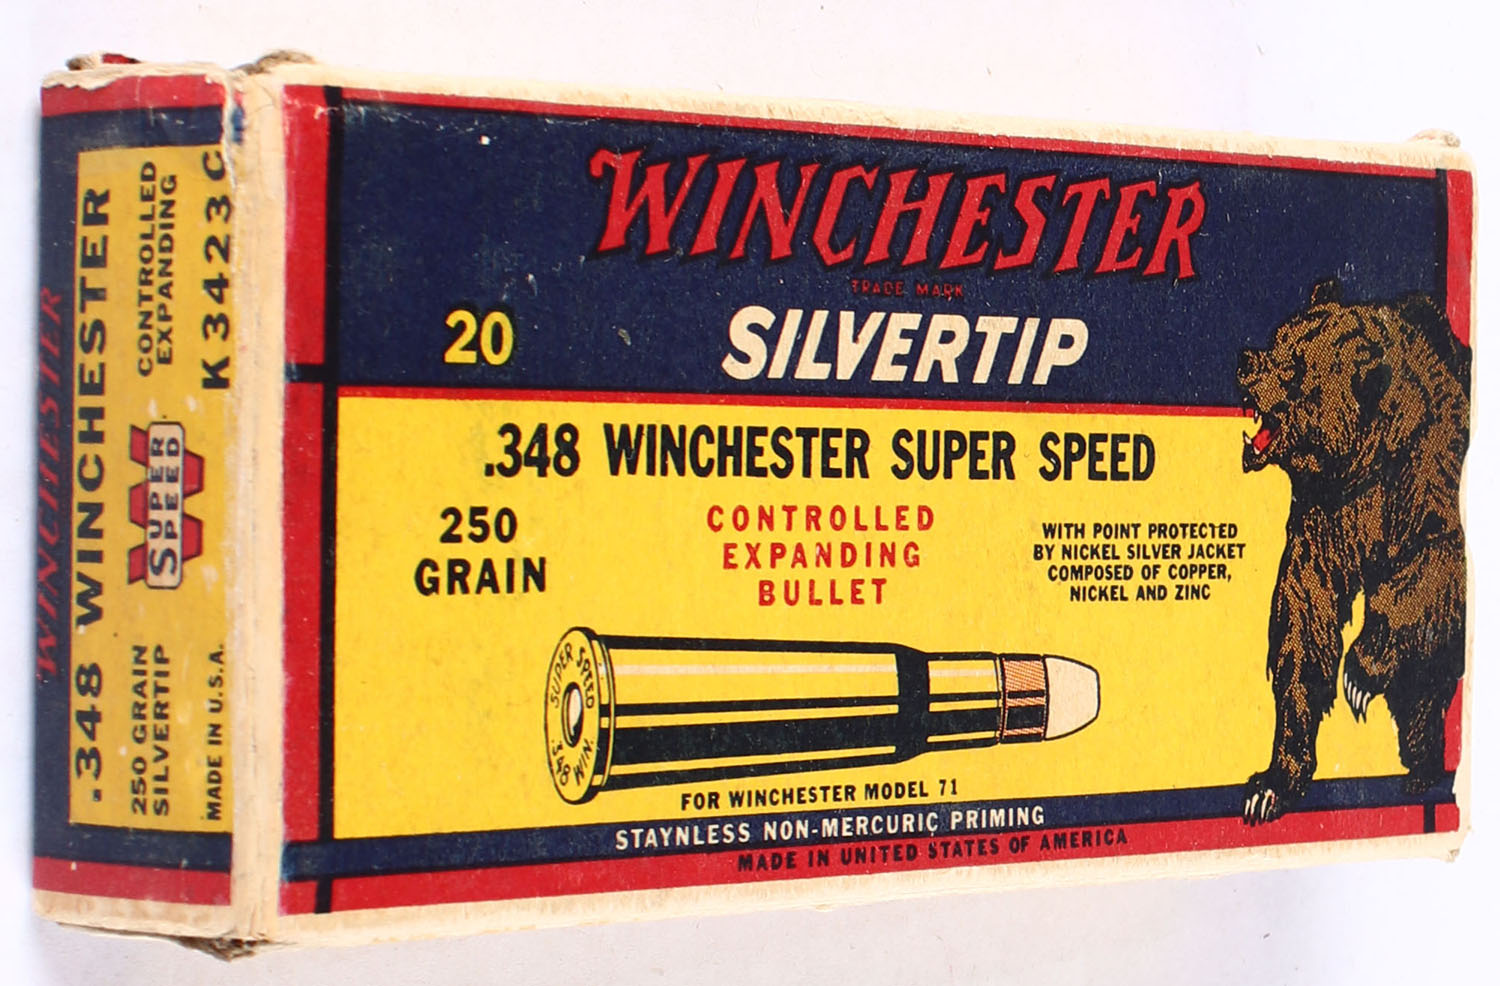 WINCHESTER
TRADE MARK
20
SILVERTIP
.348 WINCHESTER SUPER SPEED
250
GRAIN
CONTROLLED
EXPANDING
BULLET
WITH POINT PROTECTED
BY NICKEL SILVER JACKET
COMPOSED OF COPPER,
NICKEL AND ZINC
SUPER SPEED
.348 WIN.
FOR WINCHESTER MODEL 71
STAYNLESS NON-MERCURIC PRIMING
MADE IN UNITED STATES OF AMERICA
WINCHESTER
.348 WINCHESTER
250 GRAIN
SILVERTIP
W
SUPER
SPEED
CONTROLLED
EXPANDING
MADE IN U.S.A.
K3423C